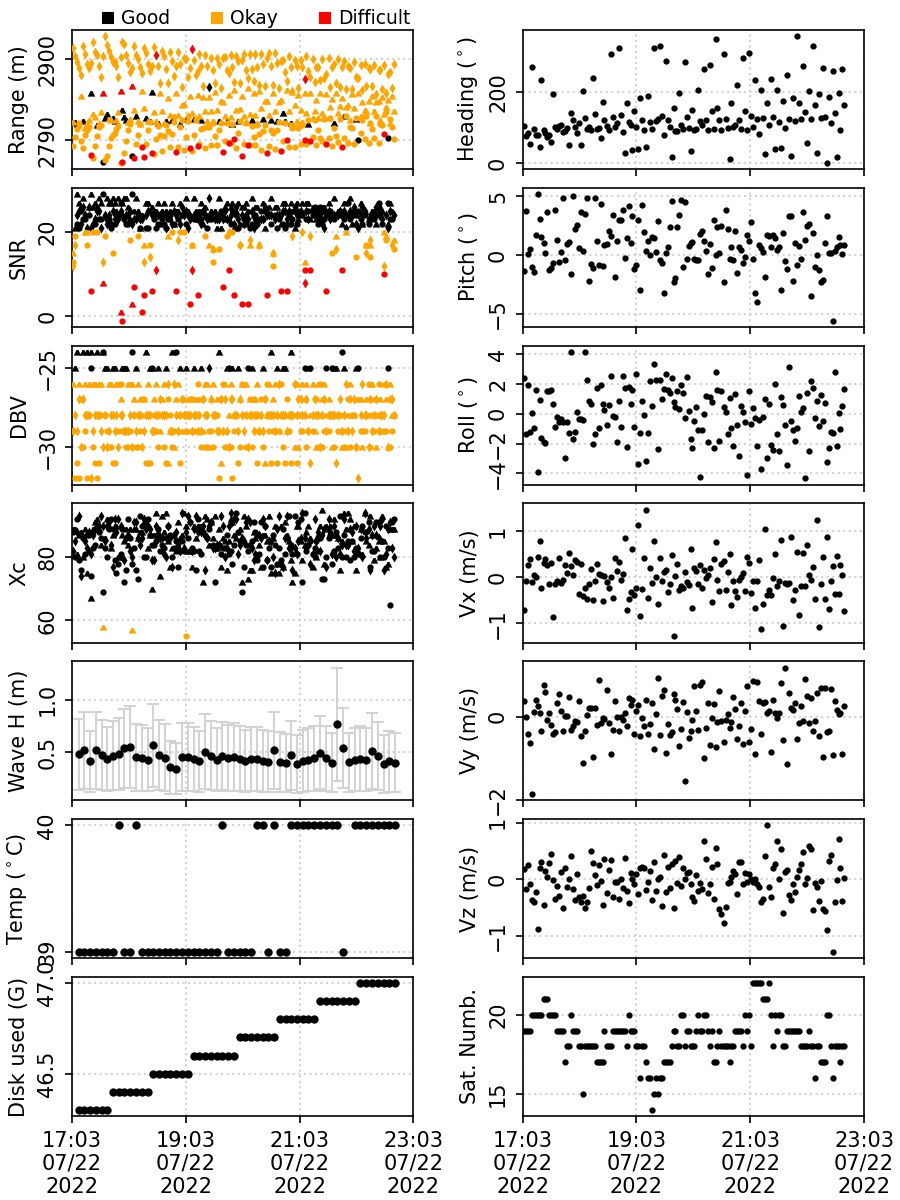 Good Okay Difficult
Range (m)
2900
2790
Heading (°)
200
0
SNR
20
0
Pitch (°)
5
0
−5
DBV
−25
−30
Roll (°)
4
2
0
−2
−4
Xc
80
60
Vx (m/s)
1
0
−1
Wave H (m)
1.0
0.5
Vy (m/s)
0
−2
Temp (°C)
40
39
Vz (m/s)
1
0
−1
Disk used (G)
47.0
46.5
Sat. Numb.
20
15
17:03 19:03 21:03 23:03 17:03 19:03 21:03 23:03
07/22 07/22 07/22 07/22 07/22 07/22 07/22 07/22
2022 2022 2022 2022 2022 2022 2022 2022